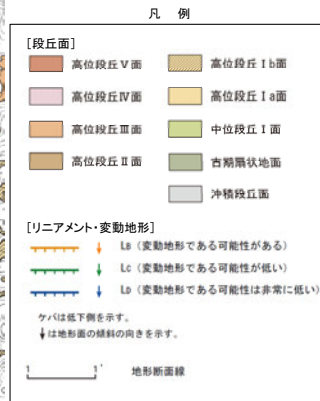 凡　例
[段丘面]
高位段丘Ⅴ面
高位段丘Ⅰb面
高位段丘Ⅳ面
高位段丘Ⅰa面
高位段丘Ⅲ面
中位段丘Ⅰ面
高位段丘Ⅱ面
古期扇状地面
沖積段丘面
[リニアメント・変動地形]
LB（変動地形である可能性がある）
LC（変動地形である可能性が低い）
LD（変動地形である可能性は非常に低い）
ケバは低下側を示す。
↓は地形面の傾斜の向きを示す。
1 1' 地形断面線